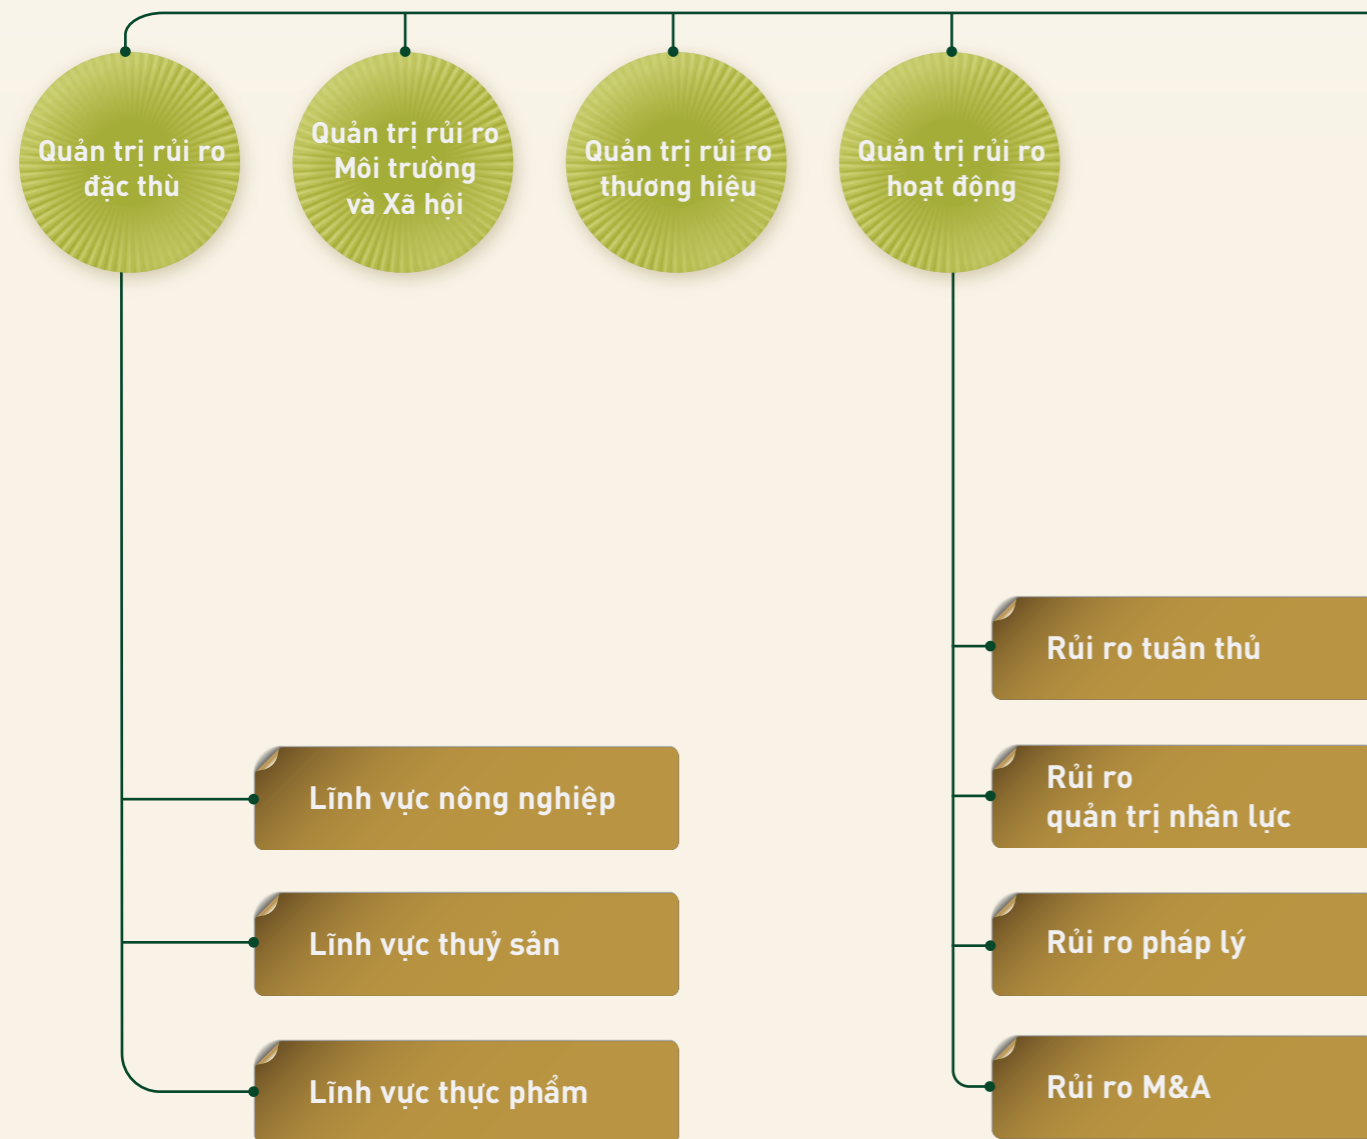 Quản trị rủi ro
đặc thù
Quản trị rủi ro
Môi trường
và Xã hội
Quản trị rủi ro
thương hiệu
Quản trị rủi ro
hoạt động
Lĩnh vực nông nghiệp
Lĩnh vực thuỷ sản
Lĩnh vực thực phẩm
Rủi ro tuân thủ
Rủi ro
quản trị nhân lực
Rủi ro pháp lý
Rủi ro M&A